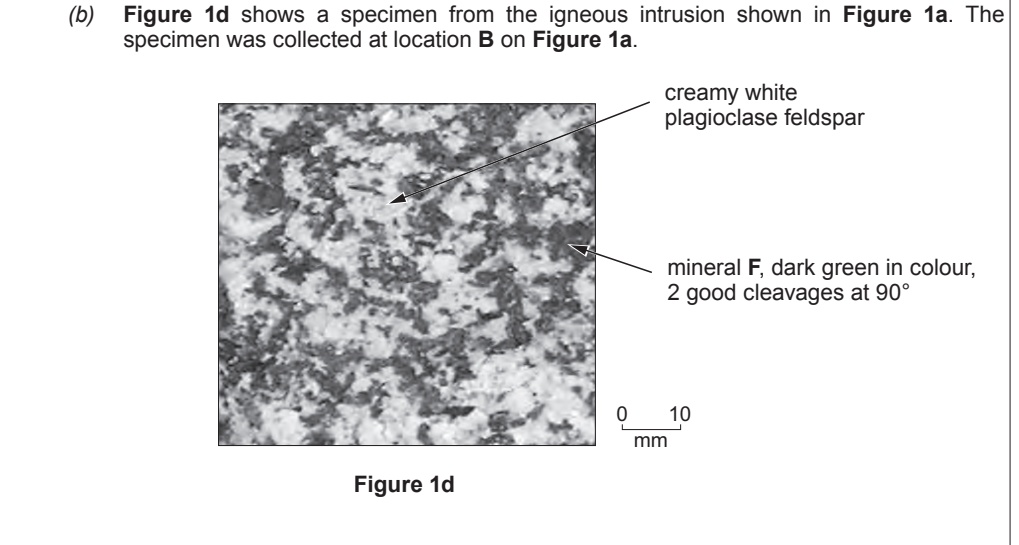 (b) Figure 1d shows a specimen from the igneous intrusion shown in Figure 1a. The
specimen was collected at location B on Figure 1a.
creamy white
plagioclase feldspar
mineral F, dark green in colour,
2 good cleavages at 90°
0 10
mm
Figure 1d